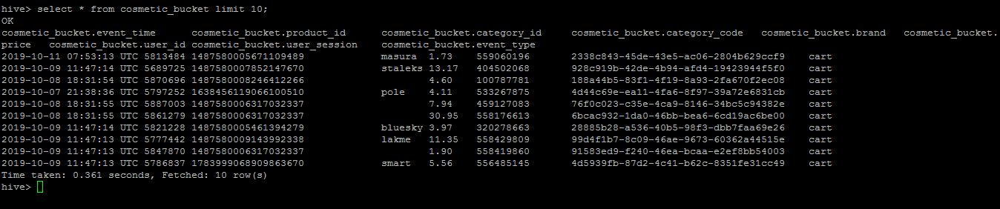 hive> select * from cosmetic_bucket limit 10;
OK
cosmetic_bucket.event_time cosmetic_bucket.product_id cosmetic_bucket.category_id cosmetic_bucket.category_code cosmetic_bucket.brand cosmetic_bucket.
price cosmetic_bucket.user_id cosmetic_bucket.user_session cosmetic_bucket.event_type
2019-10-11 07:53:13 UTC 5813484 1487580005671109489 masura 1.73 559060196 2338c843-45de-43e5-ac06-2804b629ccf9 cart
2019-10-09 11:47:14 UTC 5689725 1487580007852147670 staleks 13.17 404502068 928c919b-42de-4b94-afd4-19423944f5f0 cart
2019-10-08 18:31:54 UTC 5870696 1487580008246412266 4.60 100787781 188a44b5-83f1-4f19-8a93-2fa670f2ec08 cart
2019-10-07 21:38:36 UTC 5797252 1638456119066100510 pole 4.11 533267875 4d44c69e-ea11-4fa6-8f97-39a72e6831cb cart
2019-10-08 18:31:55 UTC 5887003 1487580006317032337 7.94 459127083 76f0c023-c35e-4ca9-8146-34bc5c94382e cart
2019-10-08 18:31:55 UTC 5861279 1487580006317032337 30.95 558176613 6bcac932-1da0-46bb-bea6-6cd19ac6be00 cart
2019-10-09 11:47:14 UTC 5821228 1487580005461394279 bluesky 3.97 320278663 28885b28-a536-40b5-98f3-dbb7faa69e26 cart
2019-10-09 11:47:13 UTC 5777442 1487580009143992338 lakme 11.35 558429809 99d4f1b7-8c09-46ae-9673-60362a44515e cart
2019-10-09 11:47:13 UTC 5847870 1487580006317032337 1.90 558419860 91583ed9-f240-46ea-bcaa-e2ef8bb54003 cart
2019-10-09 11:47:13 UTC 5786837 1783999068909863670 smart 5.56 556485145 4d5939fb-87d2-4c41-b62c-8351fe31cc49 cart
Time taken: 0.361 seconds, Fetched: 10 row(s)
hive>